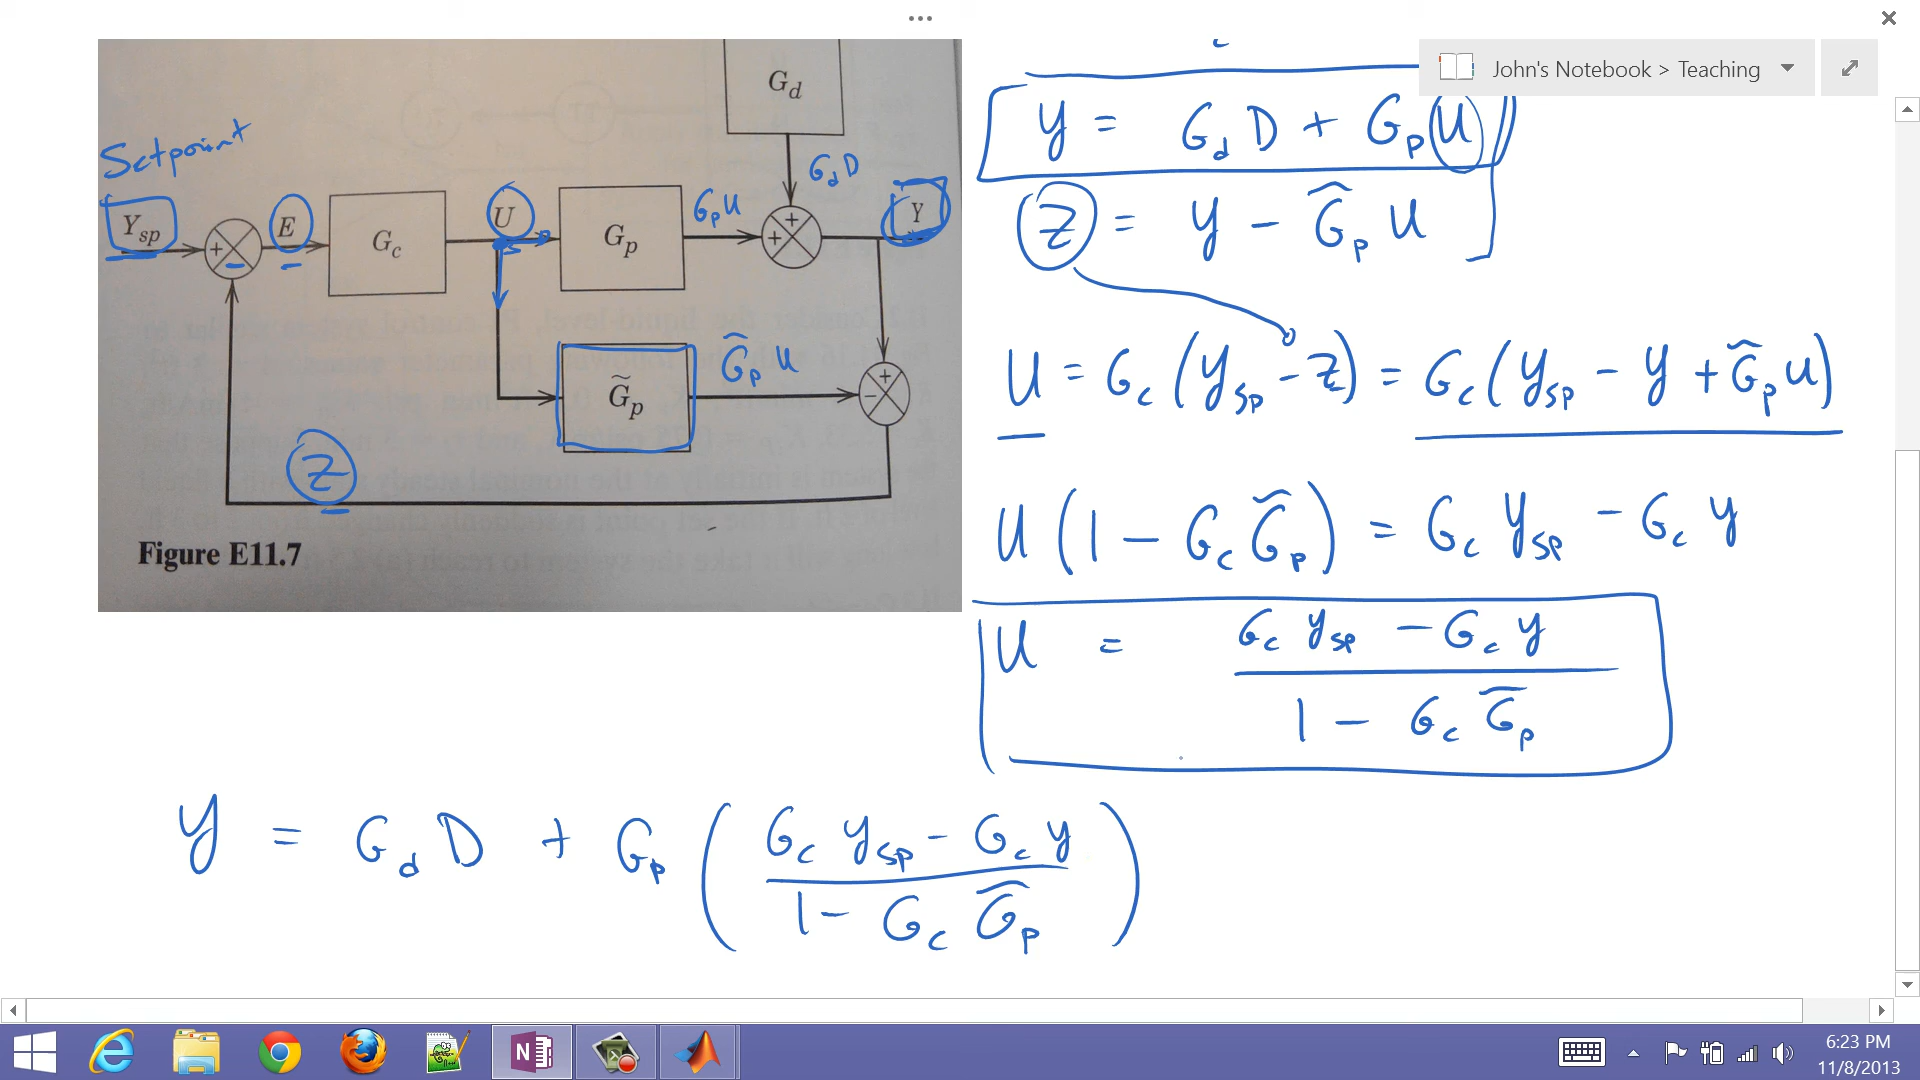 John's Notebook > Teaching
G_d
Setpoint
G_d D
Y = G_d D + G_p U
Y_sp + − E G_c U G_p G_p U + + Y
Z = Y − G̃_p U
G̃_p G̃_p U + −
U = G_c (Y_sp − Z) = G_c (Y_sp − Y + G̃_p U)
Z
U (1 − G_c G̃_p) = G_c Y_sp − G_c Y
Figure E11.7
U = (G_c Y_sp − G_c Y) / (1 − G_c G̃_p)
Y = G_d D + G_p ( (G_c Y_sp − G_c Y) / (1 − G_c G̃_p) )
6:23 PM
11/8/2013